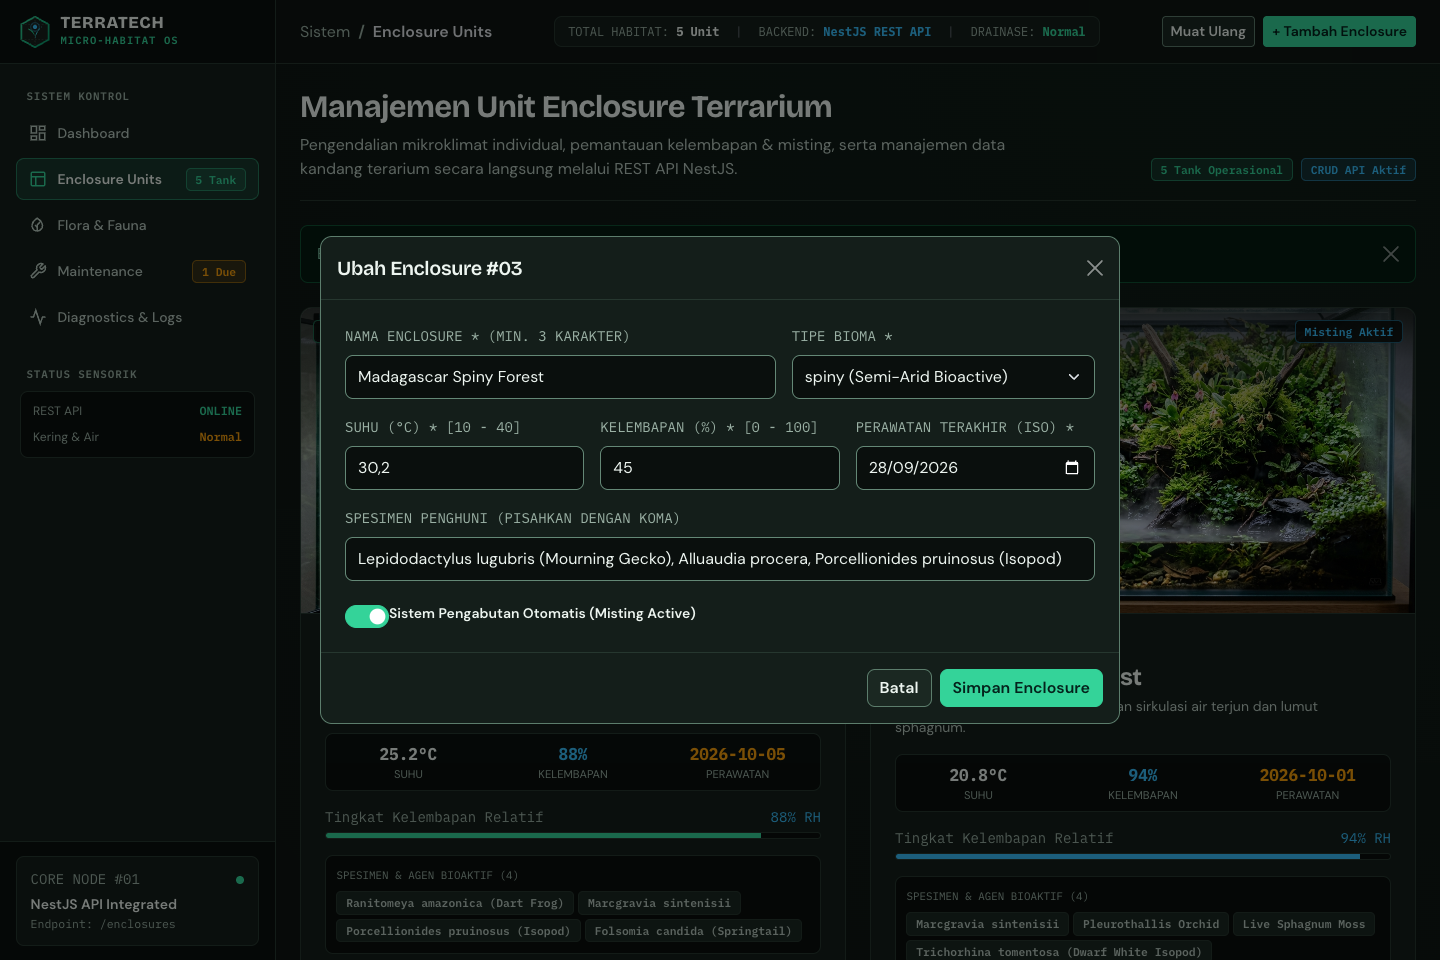 TERRATECH
MICRO-HABITAT OS
Sistem / Enclosure Units
TOTAL HABITAT: 5 Unit | BACKEND: NestJS REST API | DRAINASE: Normal
Muat Ulang
+ Tambah Enclosure
SISTEM KONTROL
Dashboard
Enclosure Units
5 Tank
Flora & Fauna
Maintenance
1 Due
Diagnostics & Logs
STATUS SENSORIK
REST API
ONLINE
Kering & Air
Normal
CORE NODE #01
NestJS API Integrated
Endpoint: /enclosures
Manajemen Unit Enclosure Terrarium
Pengendalian mikroklimat individual, pemantauan kelembapan & misting, serta manajemen data
kandang terarium secara langsung melalui REST API NestJS.
5 Tank Operasional
CRUD API Aktif
Misting Aktif
Ubah Enclosure #03
NAMA ENCLOSURE * (MIN. 3 KARAKTER)
TIPE BIOMA *
Madagascar Spiny Forest
spiny (Semi-Arid Bioactive)
SUHU (°C) * [10 - 40]
KELEMBAPAN (%) * [0 - 100]
PERAWATAN TERAKHIR (ISO) *
30,2
45
28/09/2026
SPESIMEN PENGHUNI (PISAHKAN DENGAN KOMA)
Lepidodactylus lugubris (Mourning Gecko), Alluaudia procera, Porcellionides pruinosus (Isopod)
Sistem Pengabutan Otomatis (Misting Active)
Batal
Simpan Enclosure
25.2°C
88%
2026-10-05
SUHU
KELEMBAPAN
PERAWATAN
Tingkat Kelembapan Relatif
88% RH
SPESIMEN & AGEN BIOAKTIF (4)
Ranitomeya amazonica (Dart Frog)
Marcgravia sintenisii
Porcellionides pruinosus (Isopod)
Folsomia candida (Springtail)
st
an sirkulasi air terjun dan lumut
sphagnum.
20.8°C
94%
2026-10-01
SUHU
KELEMBAPAN
PERAWATAN
Tingkat Kelembapan Relatif
94% RH
SPESIMEN & AGEN BIOAKTIF (4)
Marcgravia sintenisii
Pleurothallis Orchid
Live Sphagnum Moss
Trichorhina tomentosa (Dwarf White Isopod)